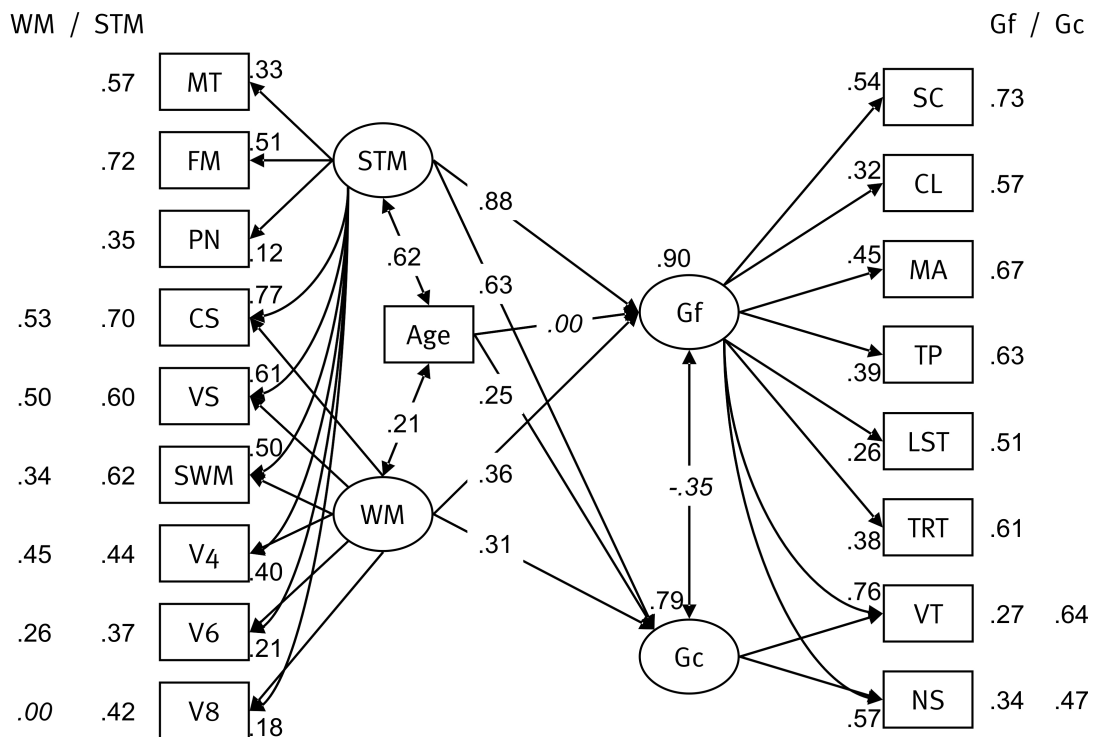 WM / STM Gf / Gc
.57 MT .33
.54 SC .73
.72 FM .51
STM
.32 CL .57
.88
.35 PN .12
.62
.90
.45 MA .67
.63
.53 .70 CS .77
Age
.00
Gf
.39 TP .63
.50 .60 VS .61
.25
.21
.26 LST .51
.34 .62 SWM .50
.36
-.35
WM
.38 TRT .61
.45 .44 V4 .40
.31
.79
.76 VT .27 .64
.26 .37 V6 .21
Gc
.57 NS .34 .47
.00 .42 V8 .18